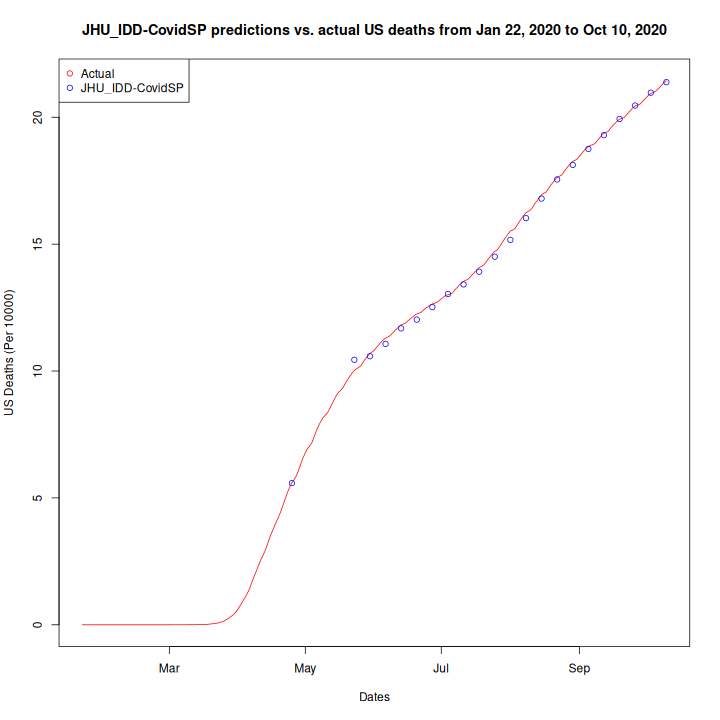 JHU_IDD-CovidSP predictions vs. actual US deaths from Jan 22, 2020 to Oct 10, 2020
Actual
JHU_IDD-CovidSP
20
15
10
5
0
US Deaths (Per 10000)
Mar May Jul Sep
Dates